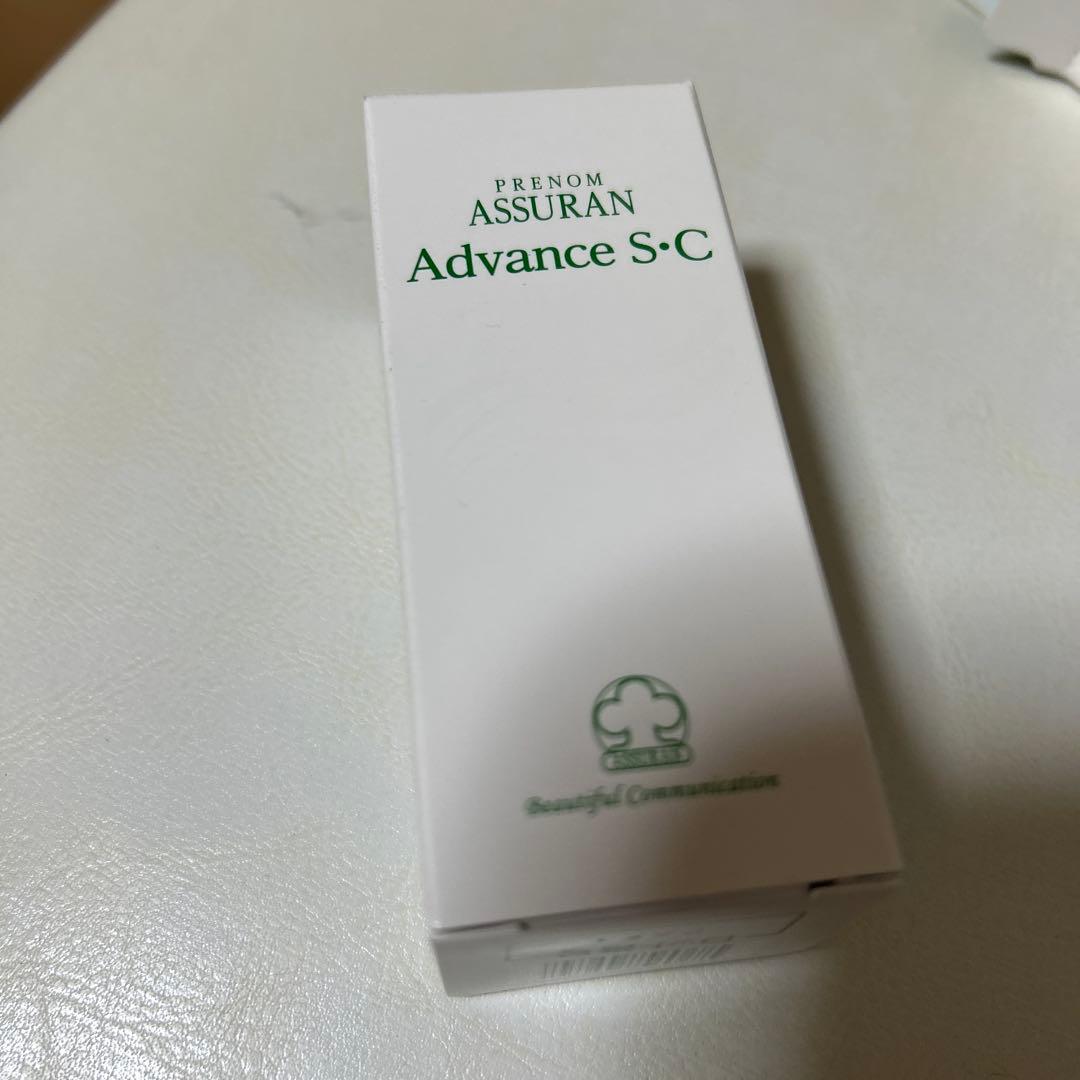 PRENOM
ASSURAN
Advance S•C
ASSURAN
Beautiful Communication